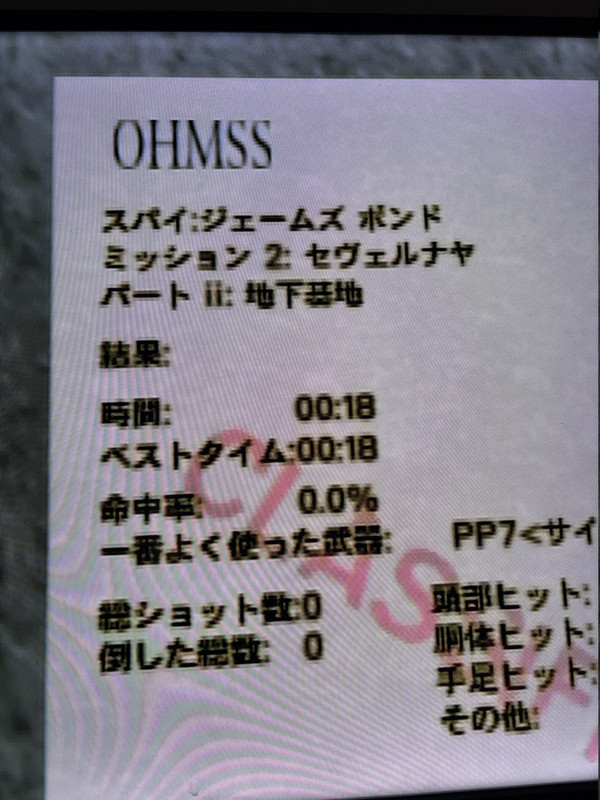 OHMSS
スパイ:ジェームズ ボンド
ミッション 2: セヴェルナヤ
パート ii: 地下基地
結果:
時間: 00:18
ベストタイム:00:18
命中率: 0.0%
一番よく使った武器: PP7<サイ
総ショット数:0 頭部ヒット:
倒した総数: 0 胴体ヒット:
手足ヒット:
その他: